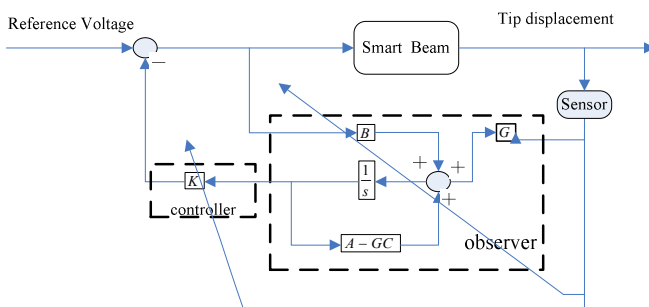 Reference Voltage
Tip displacement
Smart Beam
Sensor
−
B
G
+
+
+
K
1
s
controller
A − GC
observer